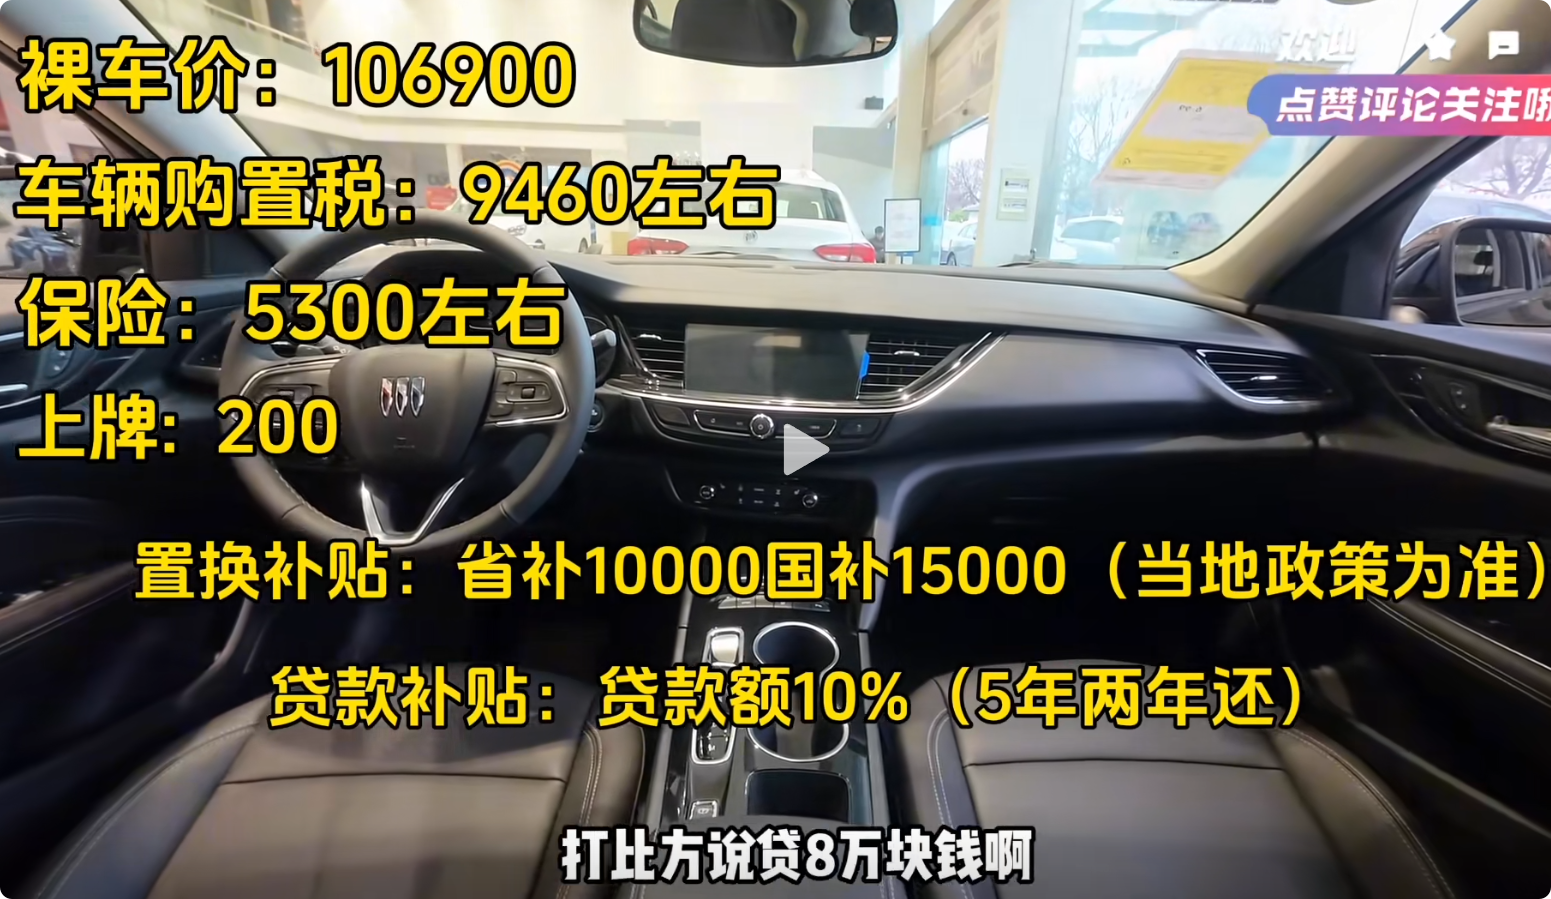 欢迎
点赞评论关注哦
裸车价：106900
车辆购置税：9460左右
保险：5300左右
上牌：200
置换补贴：省补10000国补15000（当地政策为准）
贷款补贴：贷款额10%（5年两年还）
打比方说贷8万块钱啊